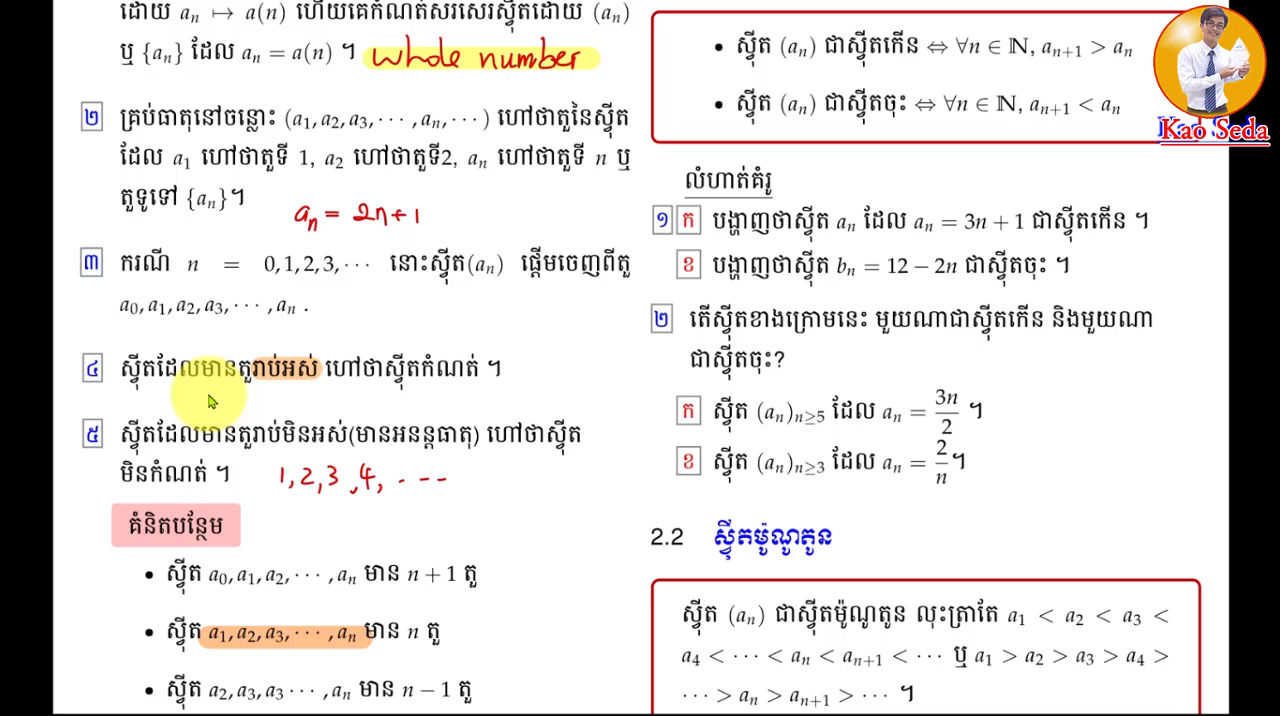 ដោយ aₙ ↦ a(n) ហើយគេកំណត់សរសេរស្វ៊ីតដោយ (aₙ)
ឬ {aₙ} ដែល aₙ = a(n) ។ whole number
២ គ្រប់ធាតុនៅចន្លោះ (a₁, a₂, a₃, ⋯ , aₙ, ⋯ ) ហៅថាតួនៃស្វ៊ីត
ដែល a₁ ហៅថាតួទី 1, a₂ ហៅថាតួទី2, aₙ ហៅថាតួទី n ឬ
តួទូទៅ {aₙ}។
aₙ = 2n+1
៣ ករណី n = 0, 1, 2, 3, ⋯ នោះស្វ៊ីត(aₙ) ផ្តើមចេញពីតួ
a₀, a₁, a₂, a₃, ⋯ , aₙ .
៤ ស្វ៊ីតដែលមានតួរាប់អស់ ហៅថាស្វ៊ីតកំណត់ ។
៥ ស្វ៊ីតដែលមានតួរាប់មិនអស់(មានអនន្តធាតុ) ហៅថាស្វ៊ីត
មិនកំណត់ ។ 1, 2, 3 , 4, - - -
គំនិតបន្ថែម
• ស្វ៊ីត a₀, a₁, a₂, ⋯ , aₙ មាន n + 1 តួ
• ស្វ៊ីត a₁, a₂, a₃, ⋯ , aₙ មាន n តួ
• ស្វ៊ីត a₂, a₃, a₃ ⋯ , aₙ មាន n − 1 តួ
• ស្វ៊ីត (aₙ) ជាស្វ៊ីតកើន ⇔ ∀n ∈ ℕ, aₙ₊₁ > aₙ
• ស្វ៊ីត (aₙ) ជាស្វ៊ីតចុះ ⇔ ∀n ∈ ℕ, aₙ₊₁ < aₙ
Kao Seda
លំហាត់គំរូ
១ ក បង្ហាញថាស្វ៊ីត aₙ ដែល aₙ = 3n + 1 ជាស្វ៊ីតកើន ។
ខ បង្ហាញថាស្វ៊ីត bₙ = 12 − 2n ជាស្វ៊ីតចុះ ។
២ តើស្វ៊ីតខាងក្រោមនេះ មួយណាជាស្វ៊ីតកើន និងមួយណា
ជាស្វ៊ីតចុះ?
ក ស្វ៊ីត (aₙ)ₙ≥₅ ដែល aₙ = 3n/2 ។
ខ ស្វ៊ីត (aₙ)ₙ≥₃ ដែល aₙ = 2/n។
2.2 ស្វ៊ីតម៉ូណូតូន
ស្វ៊ីត (aₙ) ជាស្វ៊ីតម៉ូណូតូន លុះត្រាតែ a₁ < a₂ < a₃ <
a₄ < ⋯ < aₙ < aₙ₊₁ < ⋯ ឬ a₁ > a₂ > a₃ > a₄ >
⋯ > aₙ > aₙ₊₁ > ⋯ ។